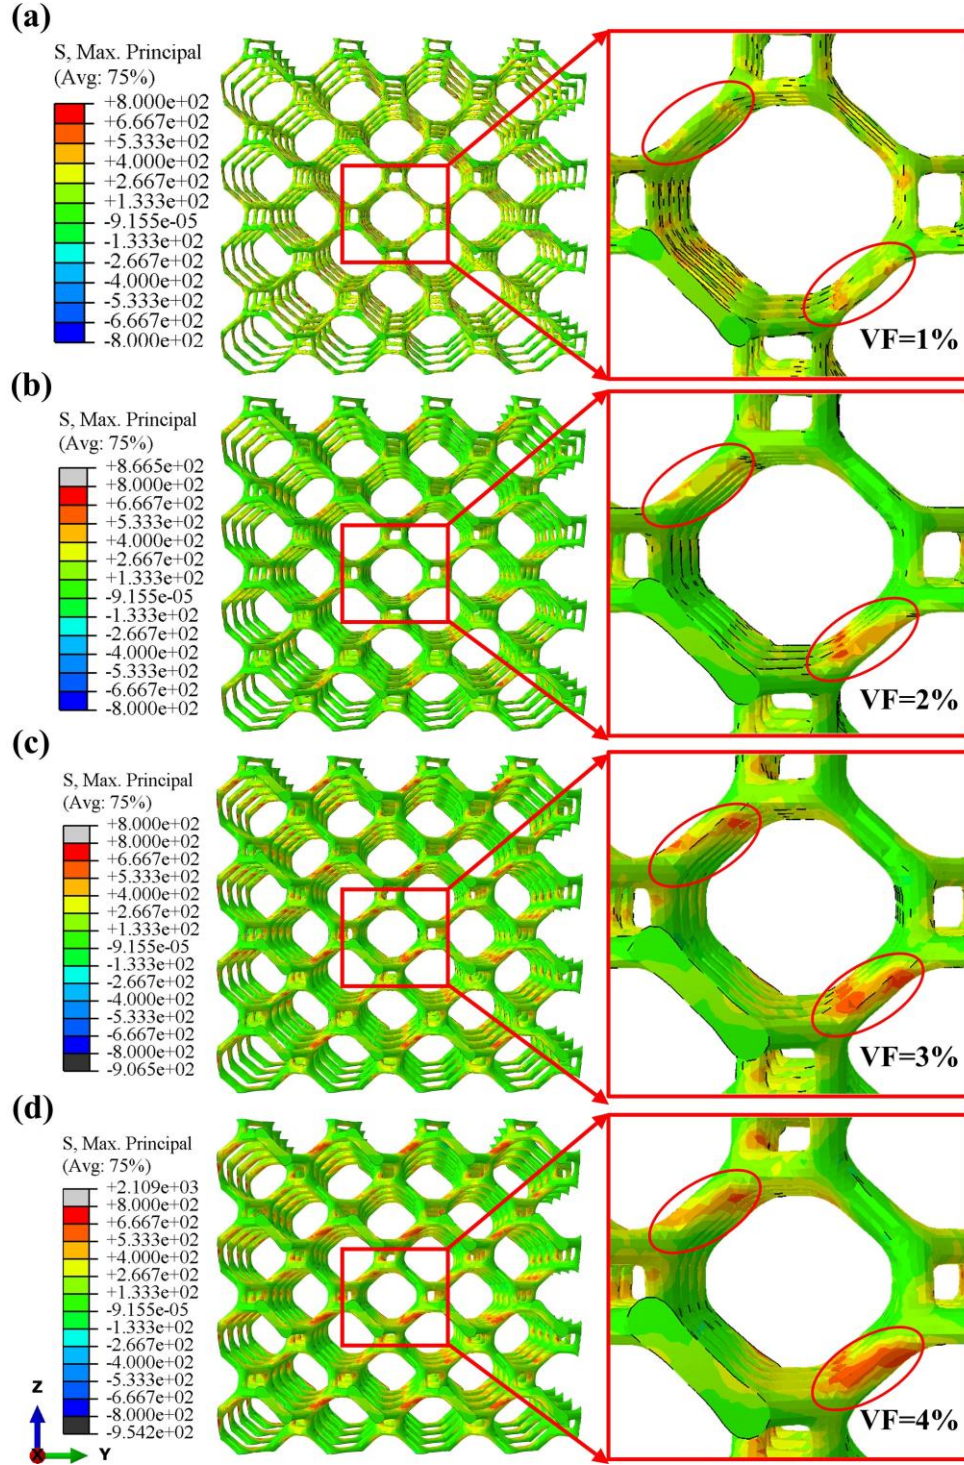 (a)
S, Max. Principal
(Avg: 75%)
+8.000e+02
+6.667e+02
+5.333e+02
+4.000e+02
+2.667e+02
+1.333e+02
-9.155e-05
-1.333e+02
-2.667e+02
-4.000e+02
-5.333e+02
-6.667e+02
-8.000e+02
VF=1%
(b)
S, Max. Principal
(Avg: 75%)
+8.665e+02
+8.000e+02
+6.667e+02
+5.333e+02
+4.000e+02
+2.667e+02
+1.333e+02
-9.155e-05
-1.333e+02
-2.667e+02
-4.000e+02
-5.333e+02
-6.667e+02
-8.000e+02
VF=2%
(c)
S, Max. Principal
(Avg: 75%)
+8.000e+02
+8.000e+02
+6.667e+02
+5.333e+02
+4.000e+02
+2.667e+02
+1.333e+02
-9.155e-05
-1.333e+02
-2.667e+02
-4.000e+02
-5.333e+02
-6.667e+02
-8.000e+02
-9.065e+02
VF=3%
(d)
S, Max. Principal
(Avg: 75%)
+2.109e+03
+8.000e+02
+6.667e+02
+5.333e+02
+4.000e+02
+2.667e+02
+1.333e+02
-9.155e-05
-1.333e+02
-2.667e+02
-4.000e+02
-5.333e+02
-6.667e+02
-8.000e+02
-9.542e+02
VF=4%
Z
X
Y